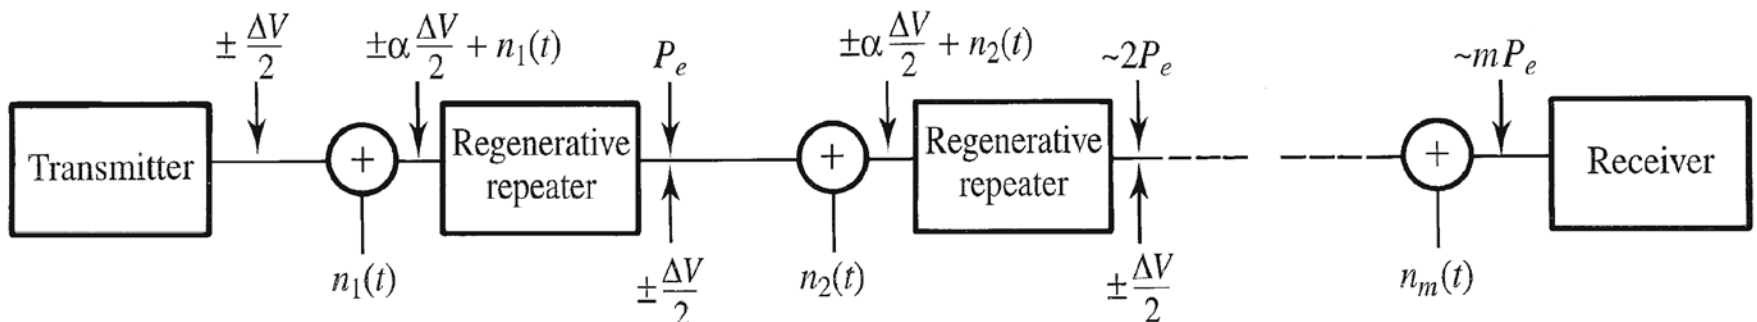 ± ΔV/2
±α ΔV/2 + n₁(t)
Pₑ
±α ΔV/2 + n₂(t)
~2Pₑ
~mPₑ
Transmitter
+
Regenerative
repeater
+
Regenerative
repeater
+
Receiver
n₁(t)
± ΔV/2
n₂(t)
± ΔV/2
nₘ(t)